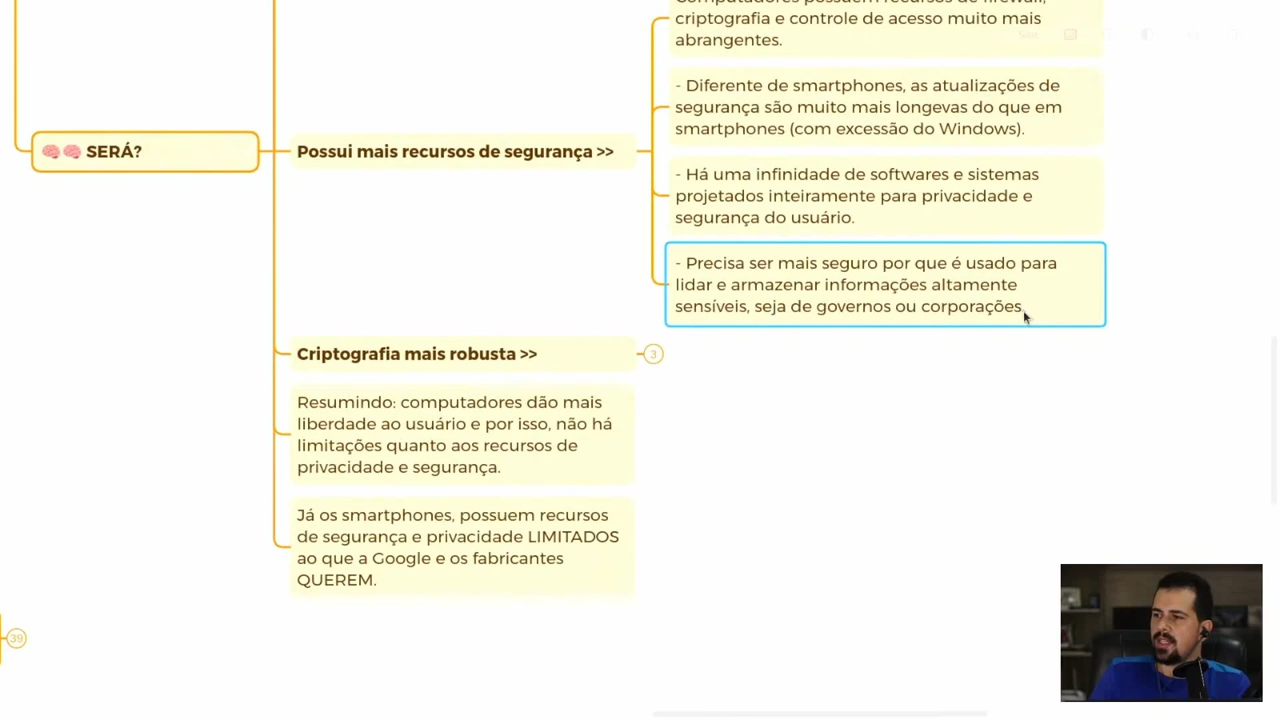 Computadores possuem recursos de firewall,
criptografia e controle de acesso muito mais
abrangentes.
- Diferente de smartphones, as atualizações de
segurança são muito mais longevas do que em
smartphones (com excessão do Windows).
SERÁ?
Possui mais recursos de segurança >>
- Há uma infinidade de softwares e sistemas
projetados inteiramente para privacidade e
segurança do usuário.
- Precisa ser mais seguro por que é usado para
lidar e armazenar informações altamente
sensíveis, seja de governos ou corporações.
Criptografia mais robusta >>
3
Resumindo: computadores dão mais
liberdade ao usuário e por isso, não há
limitações quanto aos recursos de
privacidade e segurança.
Já os smartphones, possuem recursos
de segurança e privacidade LIMITADOS
ao que a Google e os fabricantes
QUEREM.
39